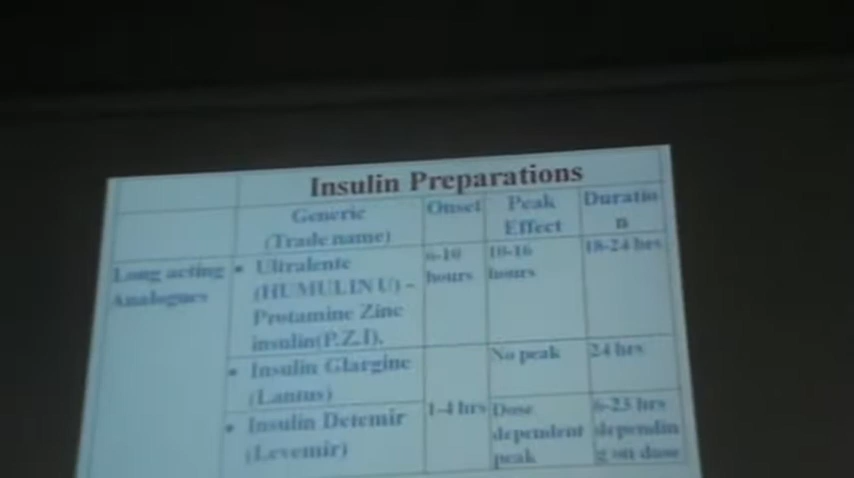 Insulin Preparations
Generic
(Trade name)
Onset
Peak
Effect
Duratio
n
Long acting
Analogues
• Ultralente
(HUMULIN U) –
Protamine Zinc
insulin(P.Z.I),
6-10
hours
10-16
hours
18-24 hrs
• Insulin Glargine
(Lantus)
No peak
24 hrs
• Insulin Detemir
(Levemir)
1-4 hrs
Dose
dependent
peak
6-23 hrs
dependin
g on dose